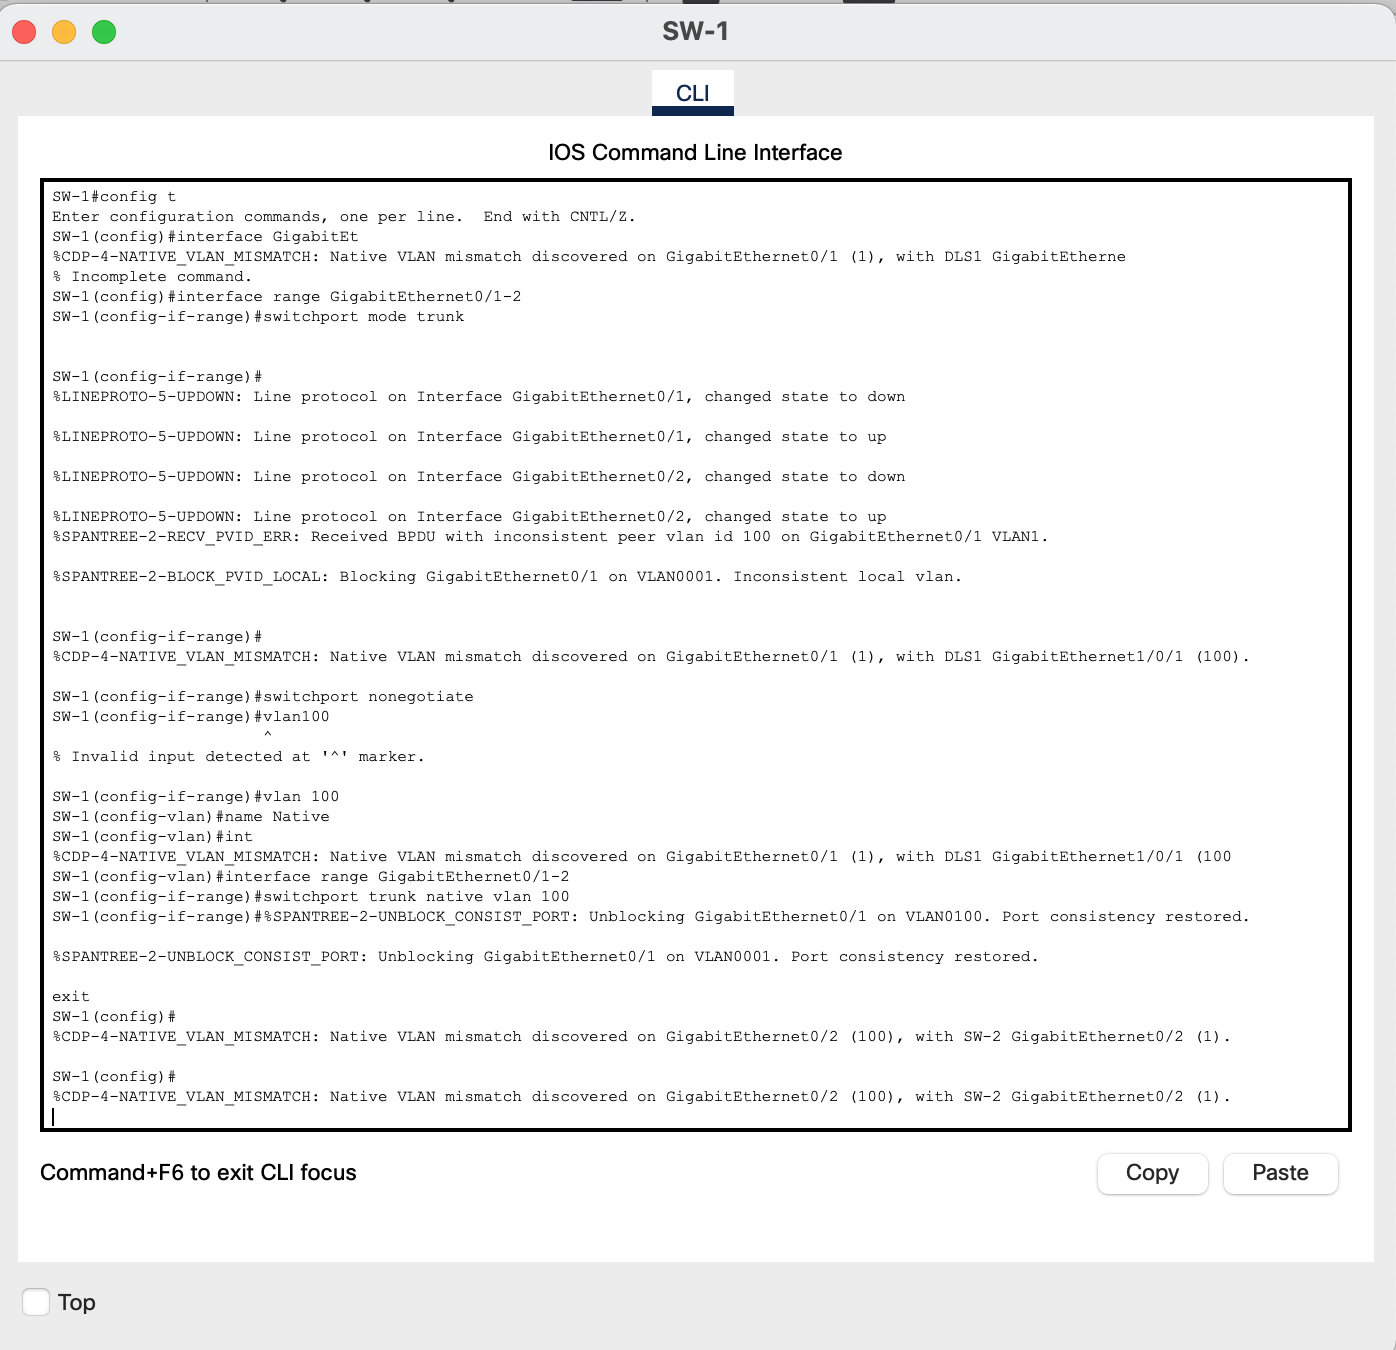 SW-1
CLI
IOS Command Line Interface
SW-1#config t
Enter configuration commands, one per line.  End with CNTL/Z.
SW-1(config)#interface GigabitEt
%CDP-4-NATIVE_VLAN_MISMATCH: Native VLAN mismatch discovered on GigabitEthernet0/1 (1), with DLS1 GigabitEtherne
% Incomplete command.
SW-1(config)#interface range GigabitEthernet0/1-2
SW-1(config-if-range)#switchport mode trunk
SW-1(config-if-range)#
%LINEPROTO-5-UPDOWN: Line protocol on Interface GigabitEthernet0/1, changed state to down
%LINEPROTO-5-UPDOWN: Line protocol on Interface GigabitEthernet0/1, changed state to up
%LINEPROTO-5-UPDOWN: Line protocol on Interface GigabitEthernet0/2, changed state to down
%LINEPROTO-5-UPDOWN: Line protocol on Interface GigabitEthernet0/2, changed state to up
%SPANTREE-2-RECV_PVID_ERR: Received BPDU with inconsistent peer vlan id 100 on GigabitEthernet0/1 VLAN1.
%SPANTREE-2-BLOCK_PVID_LOCAL: Blocking GigabitEthernet0/1 on VLAN0001. Inconsistent local vlan.
SW-1(config-if-range)#
%CDP-4-NATIVE_VLAN_MISMATCH: Native VLAN mismatch discovered on GigabitEthernet0/1 (1), with DLS1 GigabitEthernet1/0/1 (100).
SW-1(config-if-range)#switchport nonegotiate
SW-1(config-if-range)#vlan100
^
% Invalid input detected at '^' marker.
SW-1(config-if-range)#vlan 100
SW-1(config-vlan)#name Native
SW-1(config-vlan)#int
%CDP-4-NATIVE_VLAN_MISMATCH: Native VLAN mismatch discovered on GigabitEthernet0/1 (1), with DLS1 GigabitEthernet1/0/1 (100
SW-1(config-vlan)#interface range GigabitEthernet0/1-2
SW-1(config-if-range)#switchport trunk native vlan 100
SW-1(config-if-range)#%SPANTREE-2-UNBLOCK_CONSIST_PORT: Unblocking GigabitEthernet0/1 on VLAN0100. Port consistency restored.
%SPANTREE-2-UNBLOCK_CONSIST_PORT: Unblocking GigabitEthernet0/1 on VLAN0001. Port consistency restored.
exit
SW-1(config)#
%CDP-4-NATIVE_VLAN_MISMATCH: Native VLAN mismatch discovered on GigabitEthernet0/2 (100), with SW-2 GigabitEthernet0/2 (1).
SW-1(config)#
%CDP-4-NATIVE_VLAN_MISMATCH: Native VLAN mismatch discovered on GigabitEthernet0/2 (100), with SW-2 GigabitEthernet0/2 (1).
Command+F6 to exit CLI focus
Copy
Paste
Top